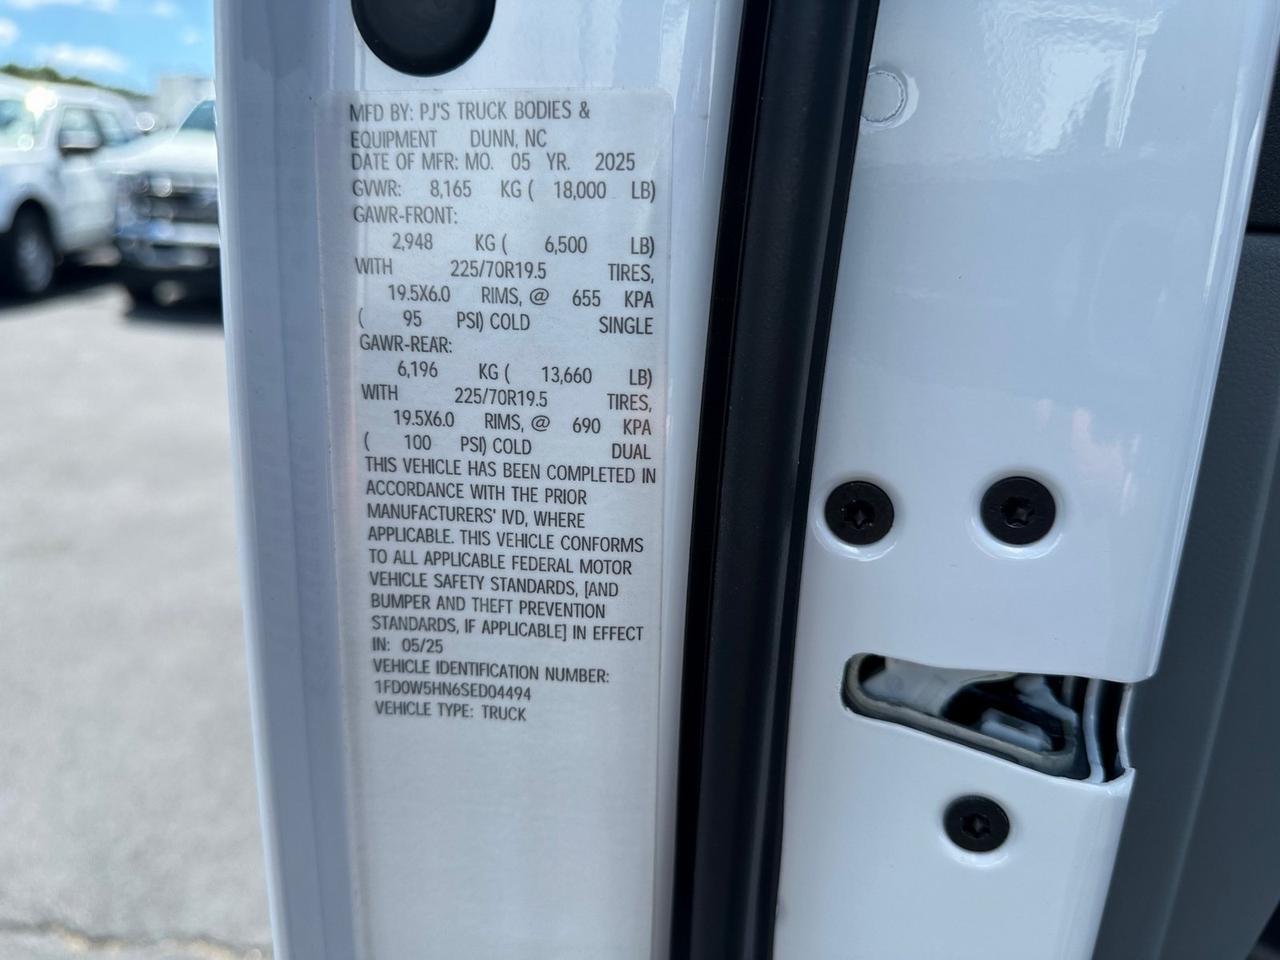 MFD BY: PJ'S TRUCK BODIES &
EQUIPMENT DUNN, NC
DATE OF MFR: MO. 05 YR. 2025
GVWR: 8,165 KG ( 18,000 LB)
GAWR-FRONT:
2,948 KG ( 6,500 LB)
WITH 225/70R19.5 TIRES,
19.5X6.0 RIMS, @ 655 KPA
( 95 PSI) COLD SINGLE
GAWR-REAR:
6,196 KG ( 13,660 LB)
WITH 225/70R19.5 TIRES,
19.5X6.0 RIMS, @ 690 KPA
( 100 PSI) COLD DUAL
THIS VEHICLE HAS BEEN COMPLETED IN
ACCORDANCE WITH THE PRIOR
MANUFACTURERS' IVD, WHERE
APPLICABLE. THIS VEHICLE CONFORMS
TO ALL APPLICABLE FEDERAL MOTOR
VEHICLE SAFETY STANDARDS, [AND
BUMPER AND THEFT PREVENTION
STANDARDS, IF APPLICABLE] IN EFFECT
IN: 05/25
VEHICLE IDENTIFICATION NUMBER:
1FD0W5HN6SED04494
VEHICLE TYPE: TRUCK